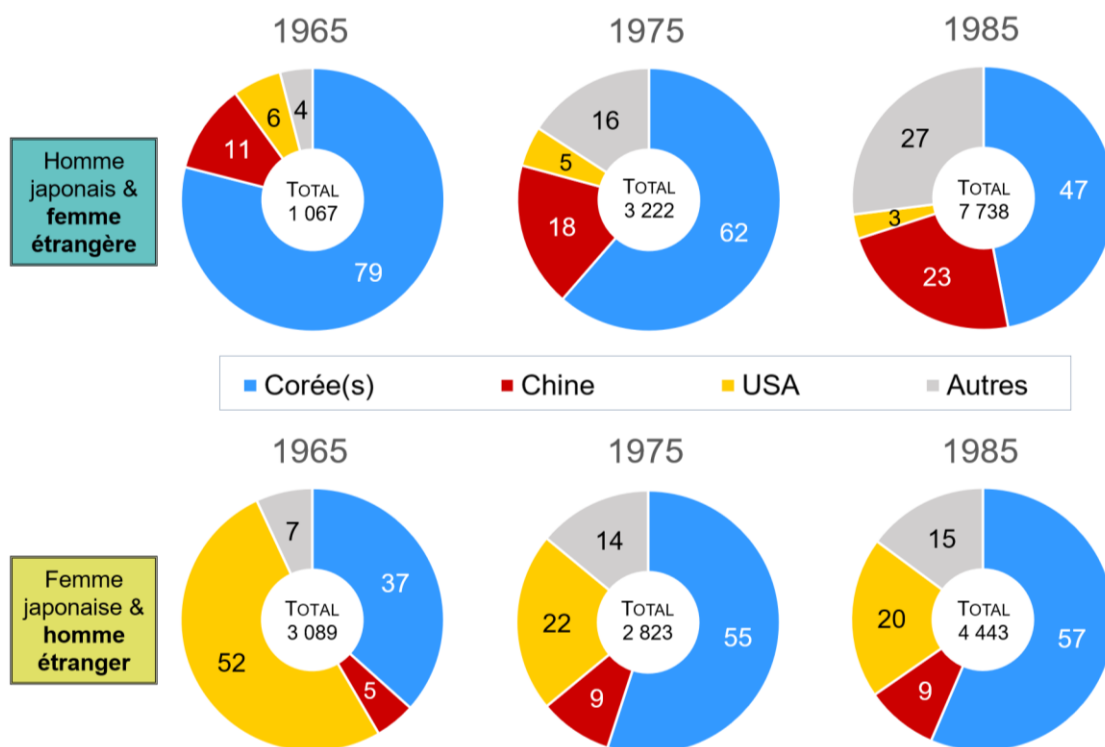 1965
1975
1985
Homme
japonais &
femme
étrangère
4
6
11
79
TOTAL
1 067
16
5
18
62
TOTAL
3 222
27
3
23
47
TOTAL
7 738
Corée(s)
Chine
USA
Autres
1965
1975
1985
Femme
japonaise &
homme
étranger
7
37
52
5
TOTAL
3 089
14
22
9
55
TOTAL
2 823
15
20
9
57
TOTAL
4 443